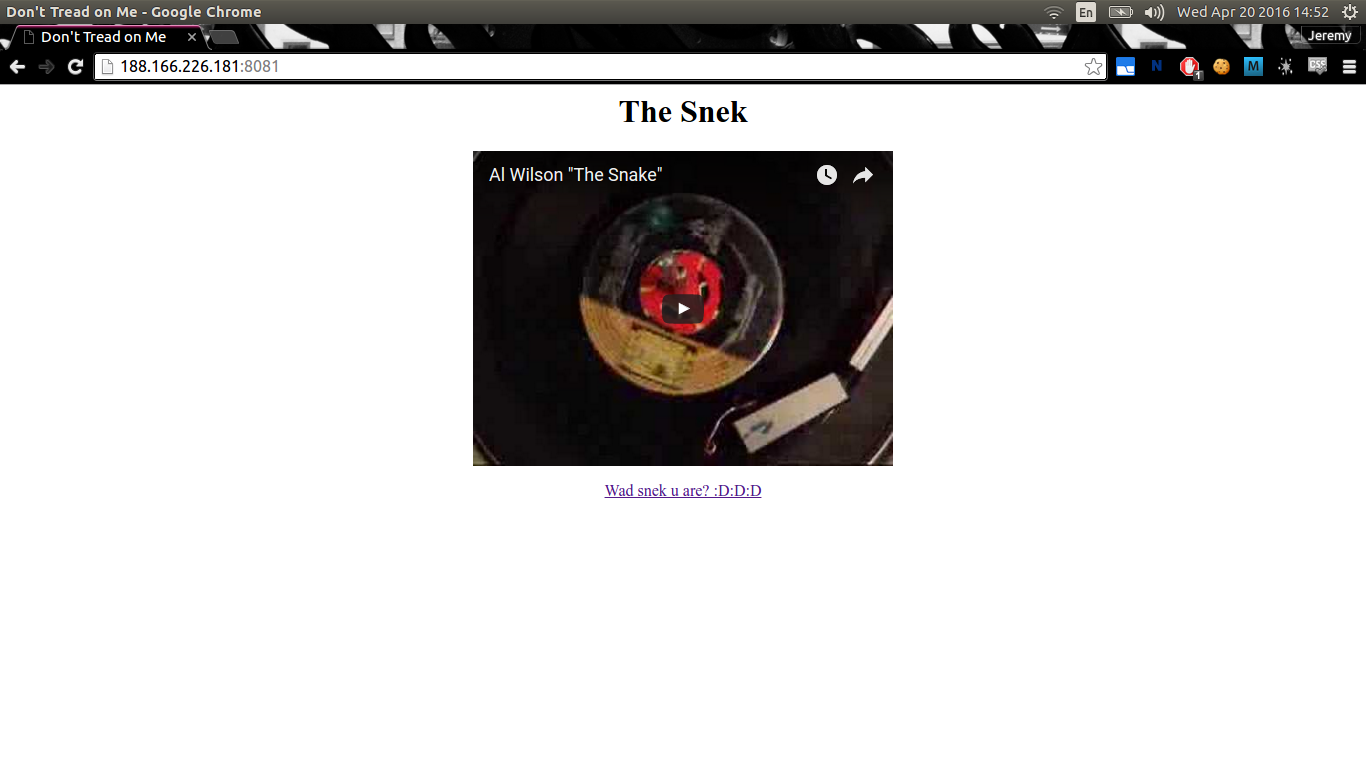 Don't Tread on Me - Google Chrome
En
Wed Apr 20 2016 14:52
Don't Tread on Me
Jeremy
188.166.226.181:8081
N
1
M
CSS
The Snek
Al Wilson "The Snake"
Wad snek u are? :D:D:D